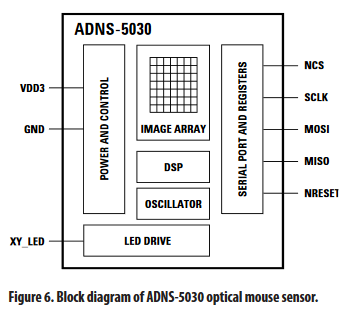 ADNS-5030
VDD3
GND
XY_LED
POWER AND CONTROL
IMAGE ARRAY
DSP
OSCILLATOR
LED DRIVE
SERIAL PORT AND REGISTERS
NCS
SCLK
MOSI
MISO
NRESET
Figure 6. Block diagram of ADNS-5030 optical mouse sensor.